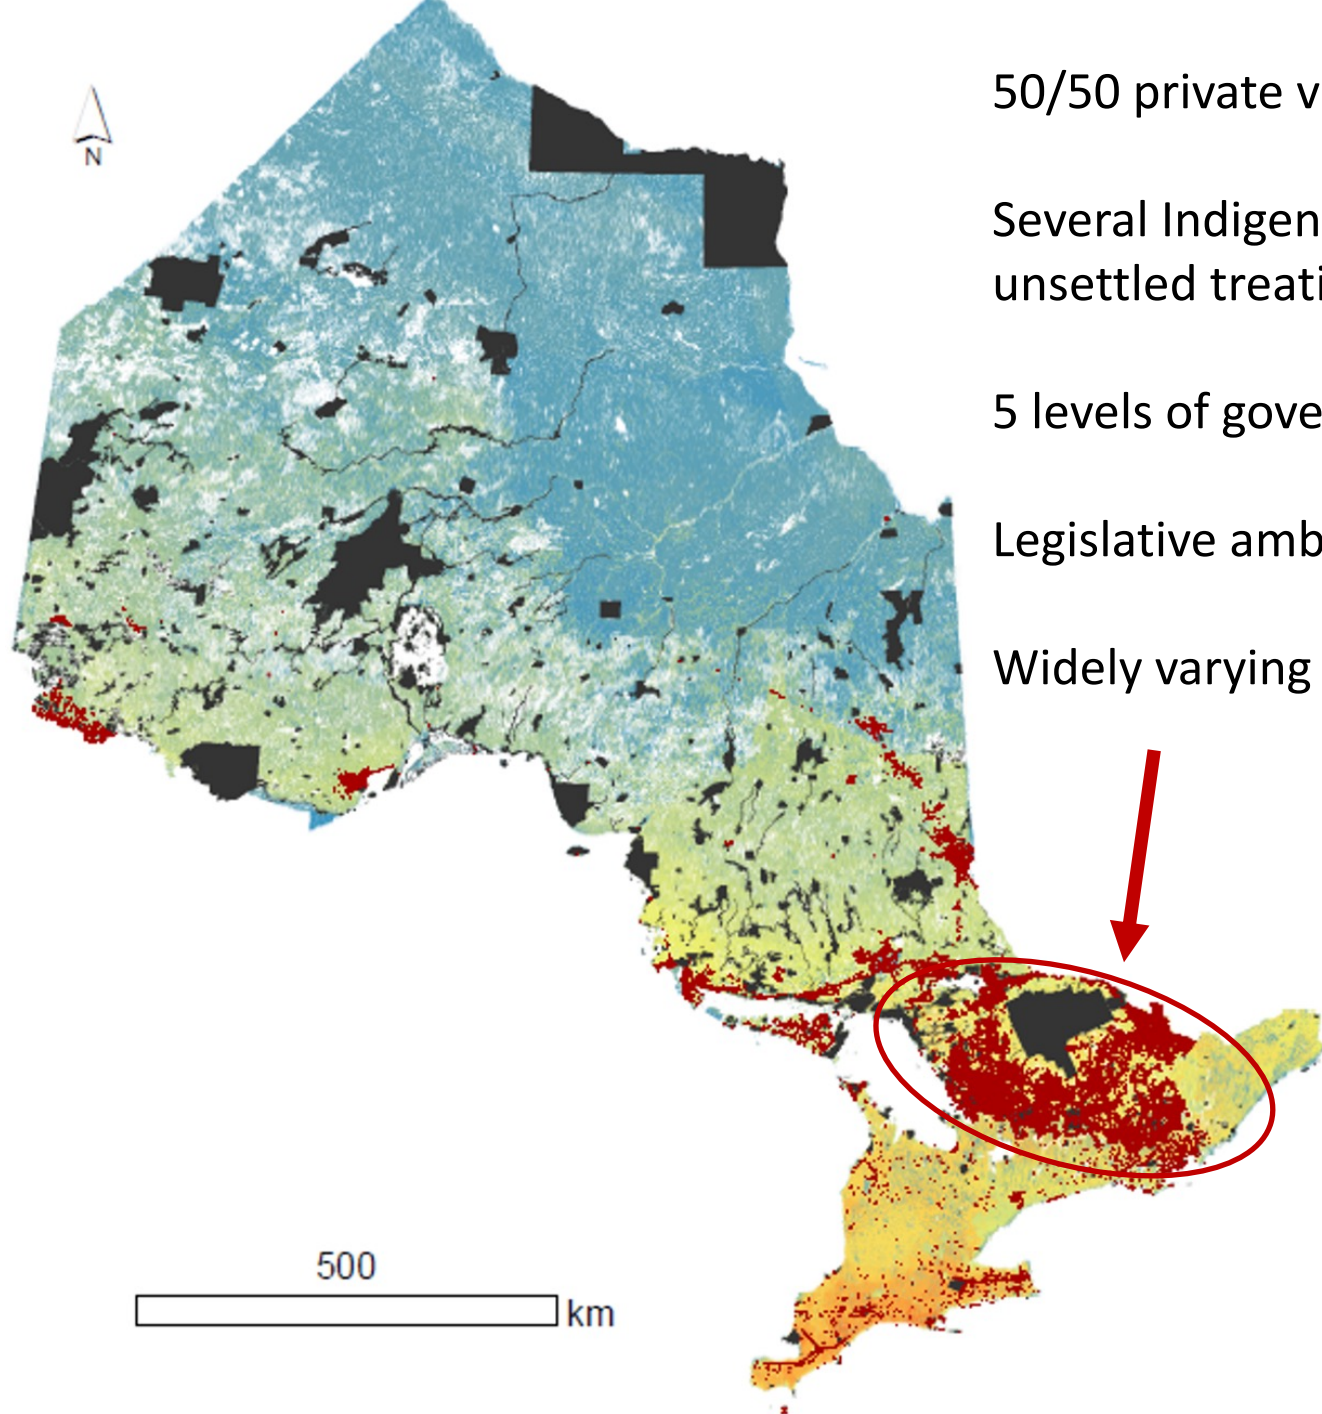 50/50 private v
N
Several Indigen
unsettled treati
5 levels of gove
Legislative amb
Widely varying
500
km